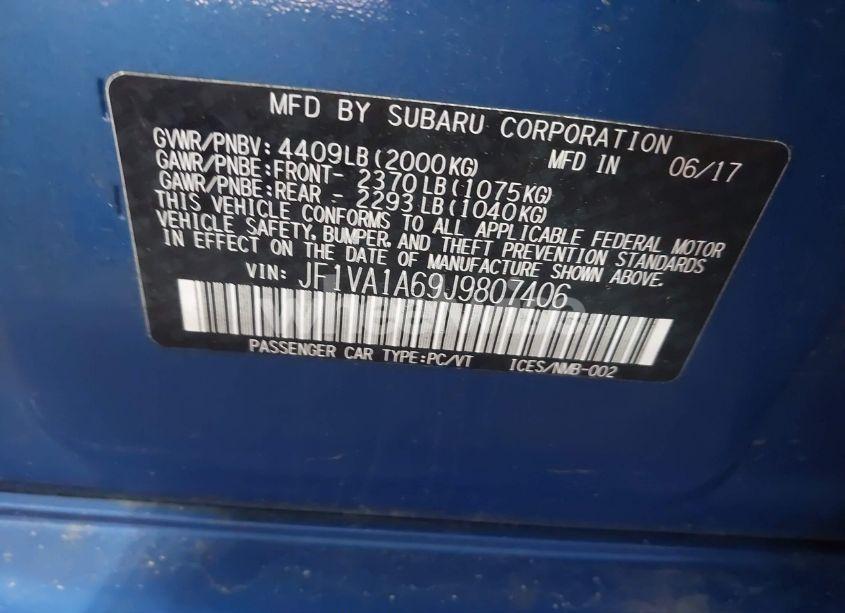 MFD BY SUBARU CORPORATION
GVWR/PNBV: 4409LB(2000KG) MFD IN 06/17
GAWR/PNBE:FRONT- 2370LB(1075KG)
GAWR/PNBE:REAR - 2293LB(1040KG)
THIS VEHICLE CONFORMS TO ALL APPLICABLE FEDERAL MOTOR
VEHICLE SAFETY, BUMPER, AND THEFT PREVENTION STANDARDS
IN EFFECT ON THE DATE OF MANUFACTURE SHOWN ABOVE.
VIN: JF1VA1A69J9807406
PASSENGER CAR TYPE:PC/VT ICES/NMB-002